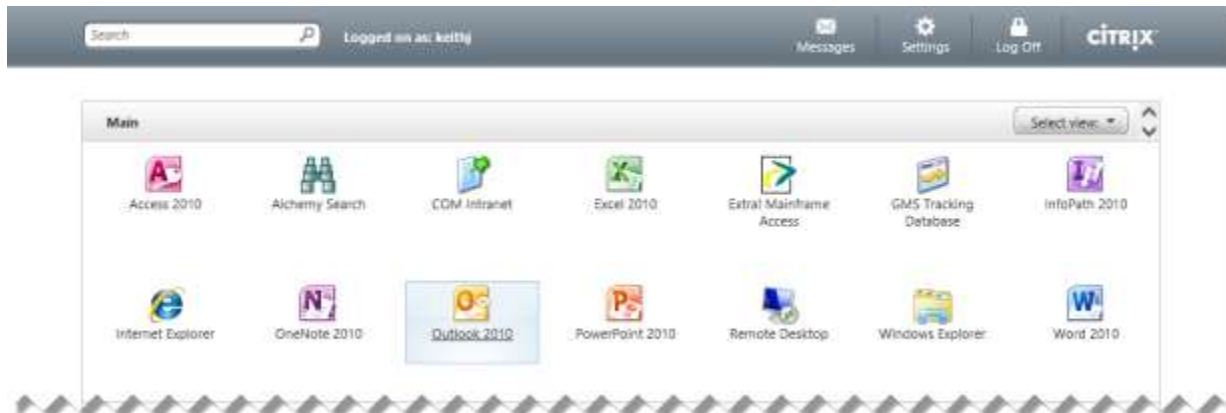 Search
Logged on as: keithj
Messages
Settings
Log Off
CITRIX
Main
Select view:
Access 2010
Alchemy Search
COM Intranet
Excel 2010
Extra! Mainframe
Access
GMS Tracking
Database
InfoPath 2010
Internet Explorer
OneNote 2010
Outlook 2010
PowerPoint 2010
Remote Desktop
Windows Explorer
Word 2010